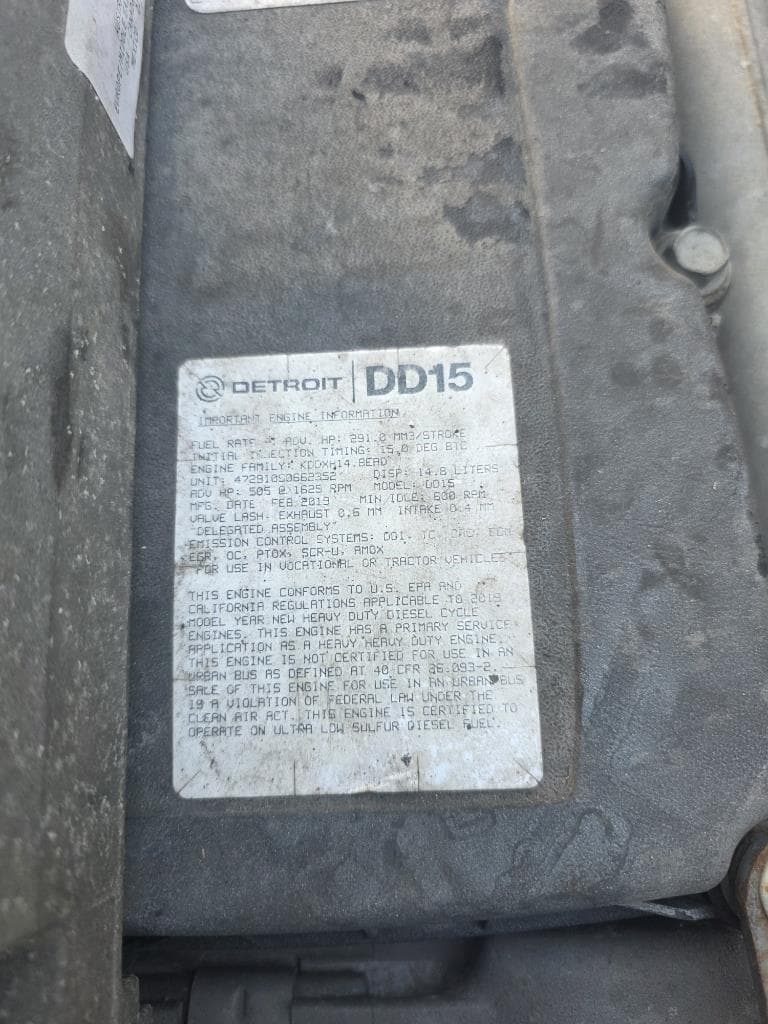 DETROIT DD15
IMPORTANT ENGINE INFORMATION
FUEL RATE ADV. HP: 291.0 MM3/STROKE
INITIAL INJECTION TIMING: 15.0 DEG BTC
ENGINE FAMILY: KDDXH14.8EAD
UNIT: 472910S0662352 DISP: 14.8 LITERS
ADV HP: 505 @ 1625 RPM MODEL: DD15
MFG. DATE FEB 2019 MIN/IDLE: 600 RPM
VALVE LASH: EXHAUST 0.6 MM INTAKE 0.4 MM
"DELEGATED ASSEMBLY"
EMISSION CONTROL SYSTEMS: DDI, TC, CAC, ECM
EGR, OC, PTOX, SCR-U, AMOX
FOR USE IN VOCATIONAL OR TRACTOR VEHICLES
THIS ENGINE CONFORMS TO U.S. EPA AND
CALIFORNIA REGULATIONS APPLICABLE TO 2019
MODEL YEAR NEW HEAVY DUTY DIESEL CYCLE
ENGINES. THIS ENGINE HAS A PRIMARY SERVICE
APPLICATION AS A HEAVY HEAVY DUTY ENGINE.
THIS ENGINE IS NOT CERTIFIED FOR USE IN AN
URBAN BUS AS DEFINED AT 40 CFR 86.093-2.
SALE OF THIS ENGINE FOR USE IN AN URBAN BUS
IS A VIOLATION OF FEDERAL LAW UNDER THE
CLEAN AIR ACT. THIS ENGINE IS CERTIFIED TO
OPERATE ON ULTRA LOW SULFUR DIESEL FUEL.